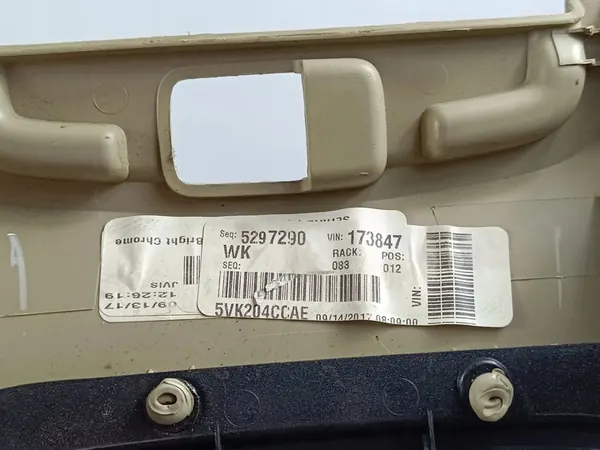 Seq: 5297290 VIN: 173847
WK RACK: POS:
SEQ: 083 012
5VK204CCAE 09/14/2017 08:00:00
Bright Chrome
JVIS
12:26:19
09/13/17
VIN: